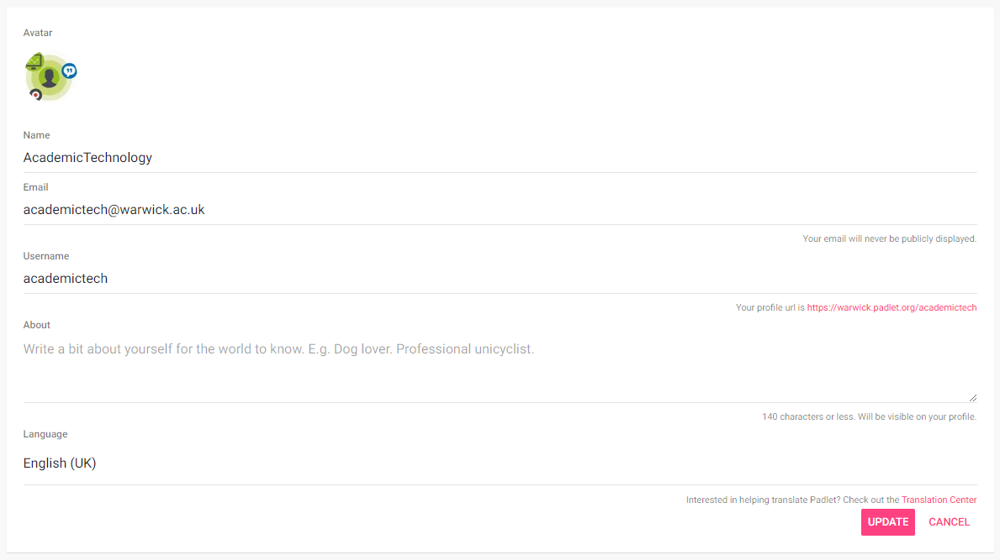 Avatar
Name
AcademicTechnology
Email
academictech@warwick.ac.uk
Your email will never be publicly displayed.
Username
academictech
Your profile url is https://warwick.padlet.org/academictech
About
Write a bit about yourself for the world to know. E.g. Dog lover. Professional unicyclist.
140 characters or less. Will be visible on your profile.
Language
English (UK)
Interested in helping translate Padlet? Check out the Translation Center
UPDATE CANCEL